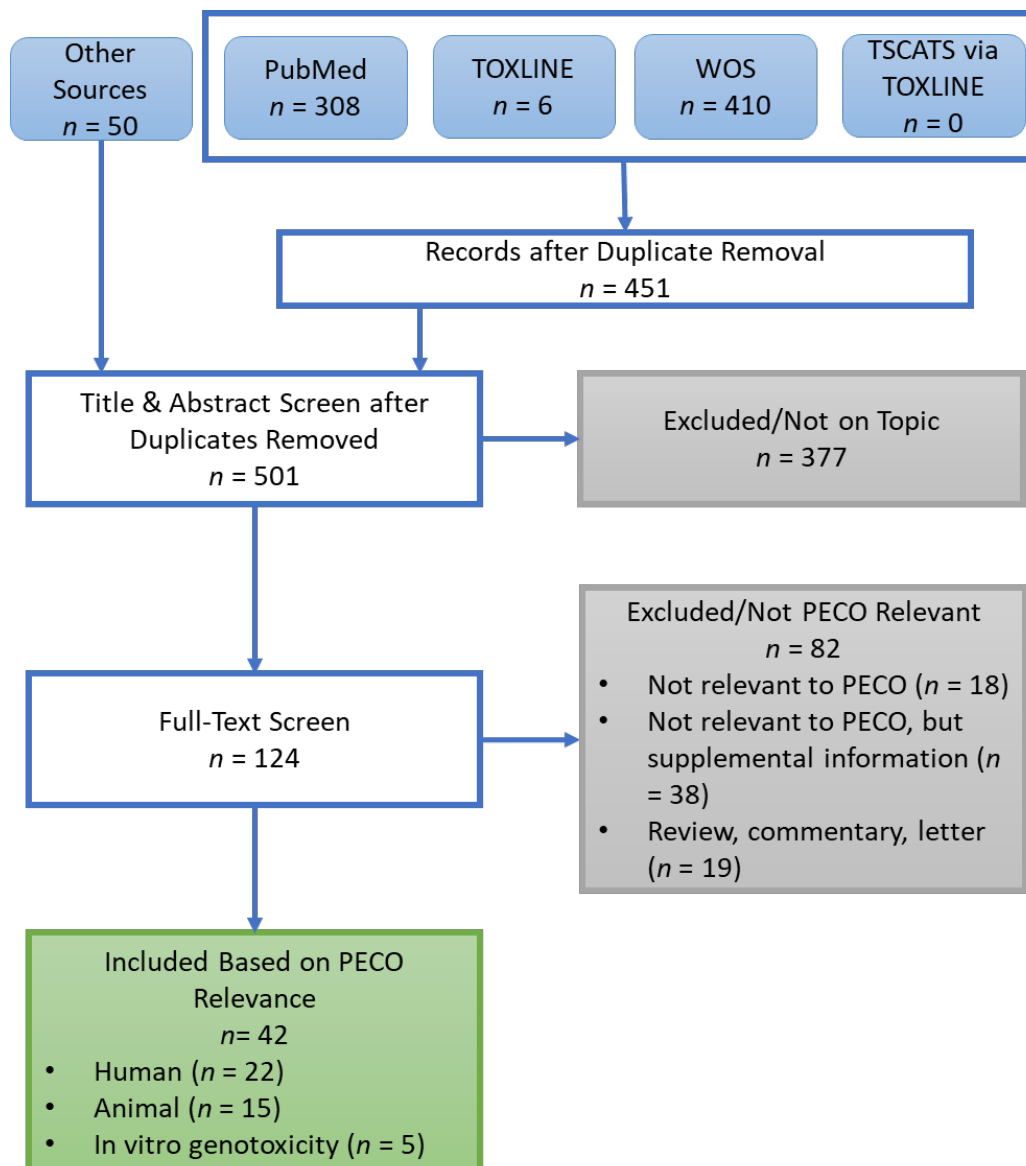 Other
Sources
n = 50
PubMed
n = 308
TOXLINE
n = 6
WOS
n = 410
TSCATS via
TOXLINE
n = 0
Records after Duplicate Removal
n = 451
Title & Abstract Screen after
Duplicates Removed
n = 501
Excluded/Not on Topic
n = 377
Full-Text Screen
n = 124
Excluded/Not PECO Relevant
n = 82
• Not relevant to PECO (n = 18)
• Not relevant to PECO, but
supplemental information (n
= 38)
• Review, commentary, letter
(n = 19)
Included Based on PECO
Relevance
n= 42
• Human (n = 22)
• Animal (n = 15)
• In vitro genotoxicity (n = 5)